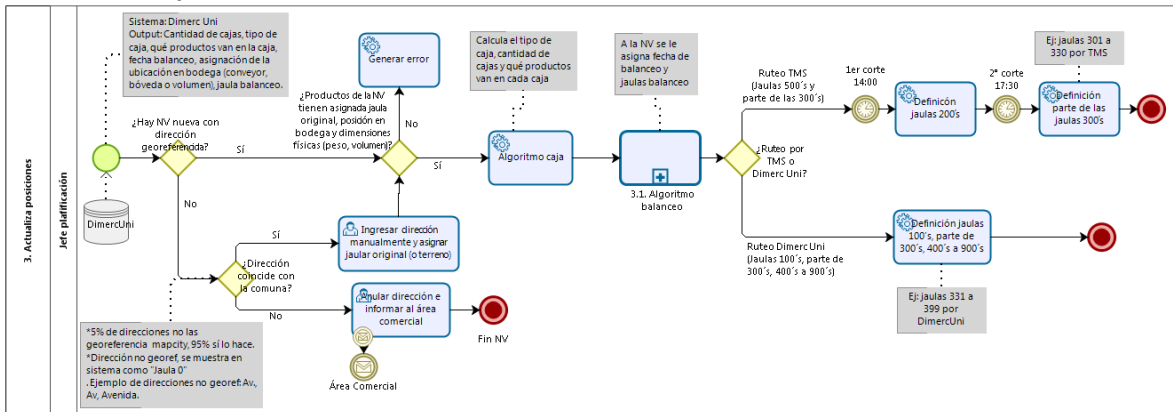 3. Actualiza posiciones
Jefe plalificación
Sistema: Dimerc Uni
Output: Cantidad de cajas, tipo de
caja, qué productos van en la caja,
fecha balanceo, asignación de la
ubicación en bodega (conveyor,
bóveda o volumen), jaula balanceo.
¿Hay NV nueva con
dirección
georeferencida?
Sí
No
DimercUni
Generar error
¿Productos de la NV
tienen asignada jaula
original, posición en
bodega y dimensiones
físicas (peso, volumen)?
No
Sí
Calcula el tipo de
caja, cantidad de
cajas y qué productos
van en cada caja
Algoritmo caja
A la NV se le
asigna fecha de
balanceo y
jaulas balanceo
3.1. Algoritmo
balanceo
Ruteo TMS
(Jaulas 500´s y
parte de las 300´s)
1er corte
14:00
Definicón
jaulas 200's
2° corte
17:30
Ej: jaulas 301 a
330 por TMS
Definición
parte de las
jaulas 300's
¿Ruteo por
TMS o
Dimerc Uni?
Ruteo Dimerc Uni
(Jaulas 100´s, parte de
300´s, 400´s a 900´s)
Definición jaulas
100´s, parte de
300´s, 400´s a 900´s
Ej: jaulas 331 a
399 por
DimercUni
¿Dirección
coincide con
la comuna?
Sí
Ingresar dirección
manualmente y asignar
jaular original (o terreno)
No
Anular dirección e
informar al área
comercial
Fin NV
Área Comercial
*5% de direcciones no las
georeferencia mapcity, 95% sí lo hace.
*Dirección no georef, se muestra en
sistema como "Jaula 0"
. Ejemplo de direcciones no georef: Av.,
Av, Avenida.